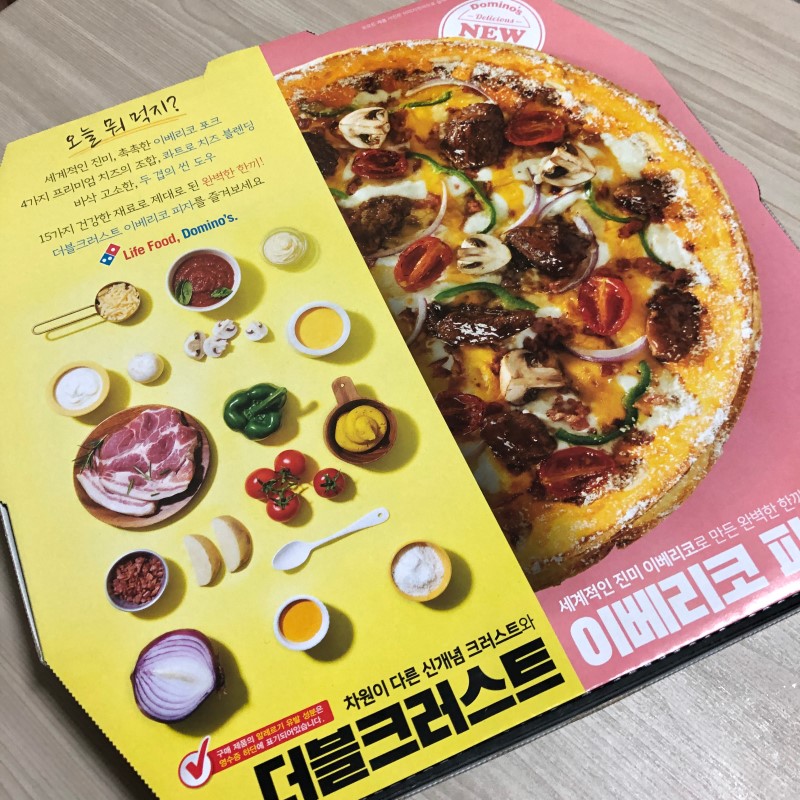 오늘 뭐 먹지?
세계적인 진미, 촉촉한 이베리코 포크
4가지 프리미엄 치즈의 조합, 콰트로 치즈 블렌딩
바삭 고소한, 두 겹의 씬 도우
15가지 건강한 재료로 제대로 된 완벽한 한끼!
더블크러스트 이베리코 피자를 즐겨보세요
Life Food, Domino's.
Domino's
Delicious
NEW
세계적인 진미 이베리코로 만든 완벽한 한끼
이베리코
차원이 다른 신개념 크러스트와
더블크러스트
구매 제품의 알레르기 유발 성분은
영수증 하단에 표기되어있습니다.